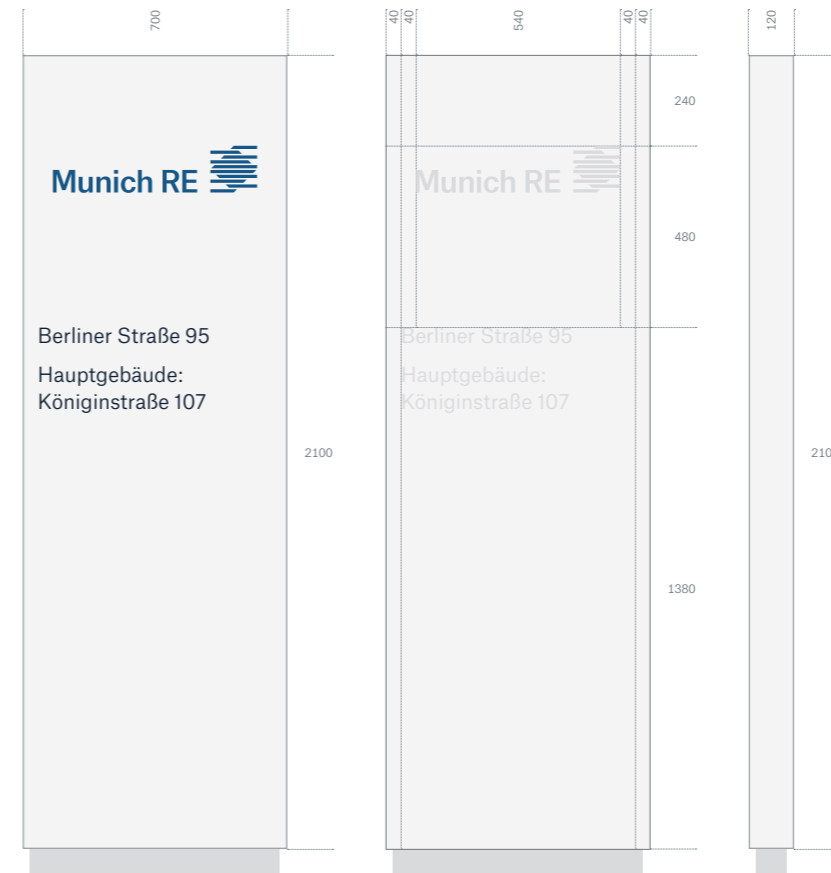 700
40 40 540 40 40
120
240
Munich RE
Munich RE
480
Berliner Straße 95
Hauptgebäude:
Königinstraße 107
Berliner Straße 95
Hauptgebäude:
Königinstraße 107
2100
210
1380